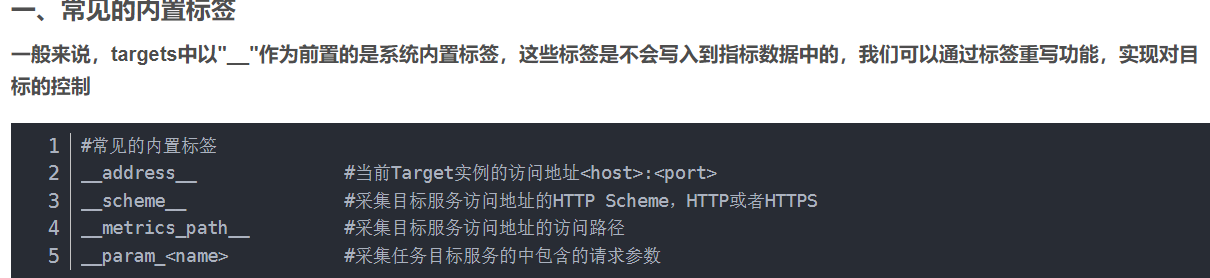 一、常见的内置标签
一般来说，targets中以"__"作为前置的是系统内置标签，这些标签是不会写入到指标数据中的，我们可以通过标签重写功能，实现对目
标的控制
1 #常见的内置标签
2 __address__ #当前Target实例的访问地址<host>:<port>
3 __scheme__ #采集目标服务访问地址的HTTP Scheme，HTTP或者HTTPS
4 __metrics_path__ #采集目标服务访问地址的访问路径
5 __param_<name> #采集任务目标服务的中包含的请求参数